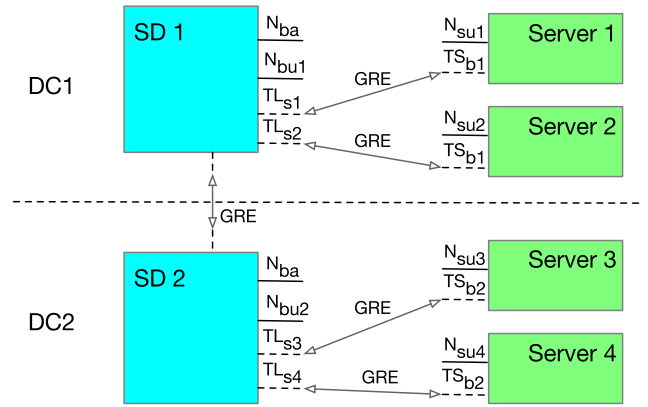 DC1
SD 1
N_ba
N_bu1
TL_s1
TL_s2
GRE
GRE
N_su1
TS_b1
Server 1
N_su2
TS_b1
Server 2
GRE
DC2
SD 2
N_ba
N_bu2
TL_s3
TL_s4
GRE
GRE
N_su3
TS_b2
Server 3
N_su4
TS_b2
Server 4